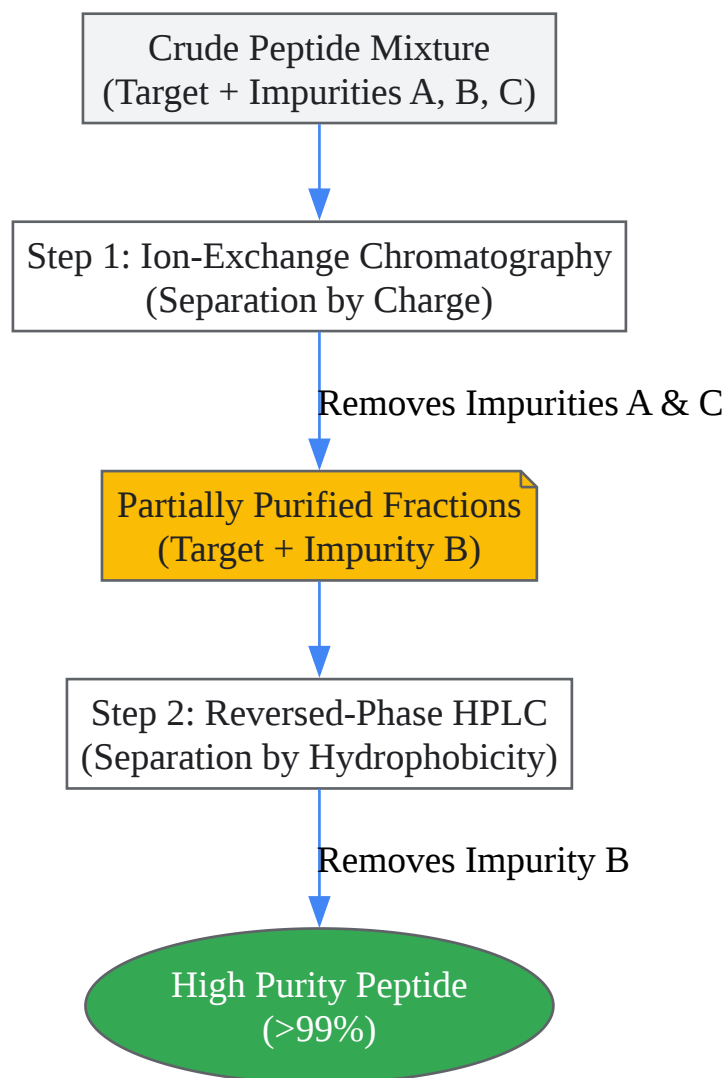 Crude Peptide Mixture
(Target + Impurities A, B, C)
Step 1: Ion-Exchange Chromatography
(Separation by Charge)
Removes Impurities A & C
Partially Purified Fractions
(Target + Impurity B)
Step 2: Reversed-Phase HPLC
(Separation by Hydrophobicity)
Removes Impurity B
High Purity Peptide
(>99%)